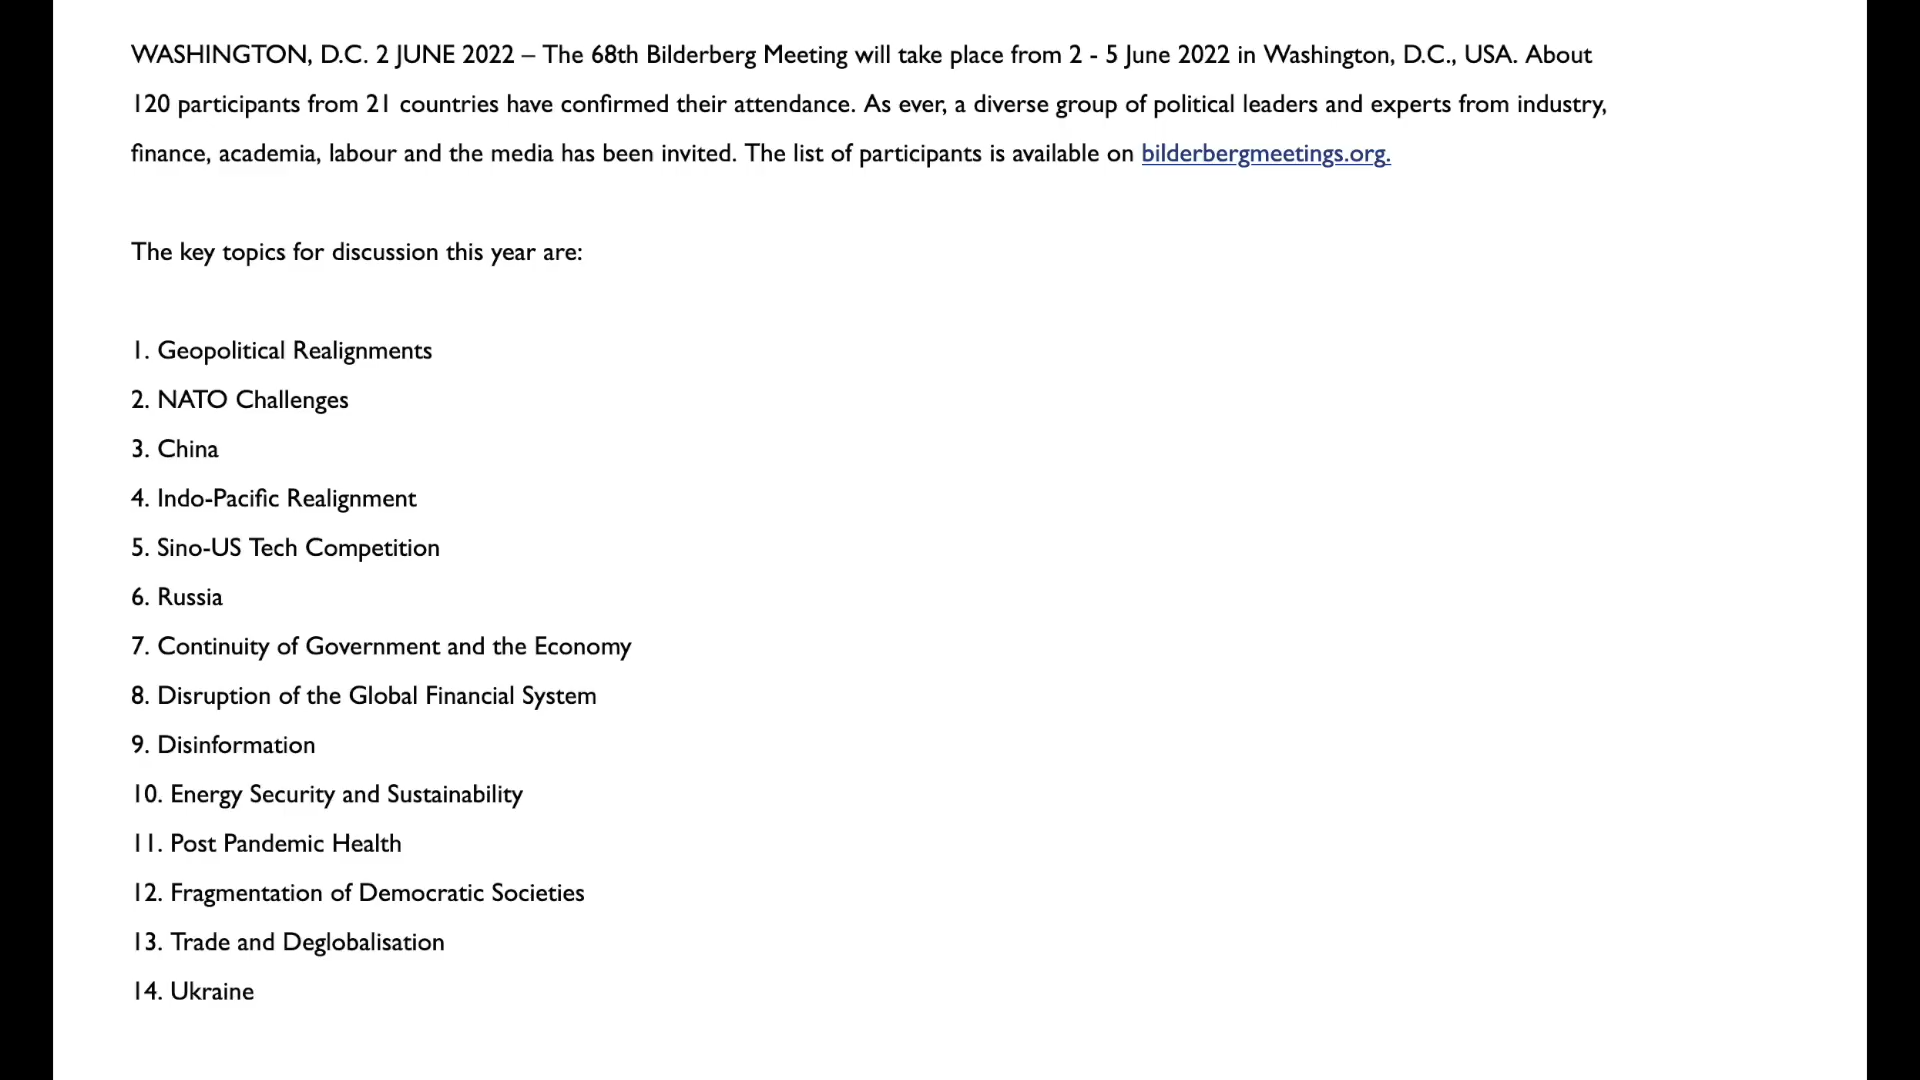 WASHINGTON, D.C. 2 JUNE 2022 – The 68th Bilderberg Meeting will take place from 2 - 5 June 2022 in Washington, D.C., USA. About
120 participants from 21 countries have confirmed their attendance. As ever, a diverse group of political leaders and experts from industry,
finance, academia, labour and the media has been invited. The list of participants is available on bilderbergmeetings.org.
The key topics for discussion this year are:
1. Geopolitical Realignments
2. NATO Challenges
3. China
4. Indo-Pacific Realignment
5. Sino-US Tech Competition
6. Russia
7. Continuity of Government and the Economy
8. Disruption of the Global Financial System
9. Disinformation
10. Energy Security and Sustainability
11. Post Pandemic Health
12. Fragmentation of Democratic Societies
13. Trade and Deglobalisation
14. Ukraine